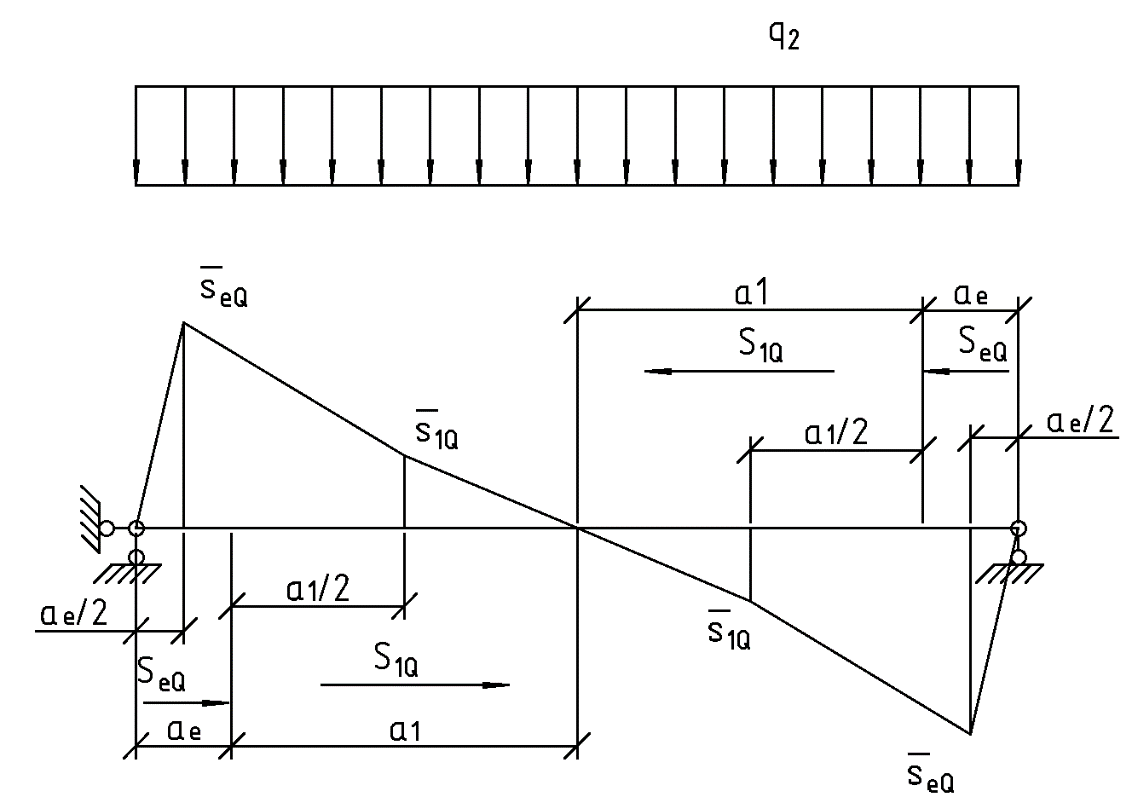 q₂
s̅eQ
a1
ae
S1Q
SeQ
s̅1Q
a1/2
ae/2
a1/2
ae/2
s̅1Q
SeQ
S1Q
ae
a1
s̅eQ